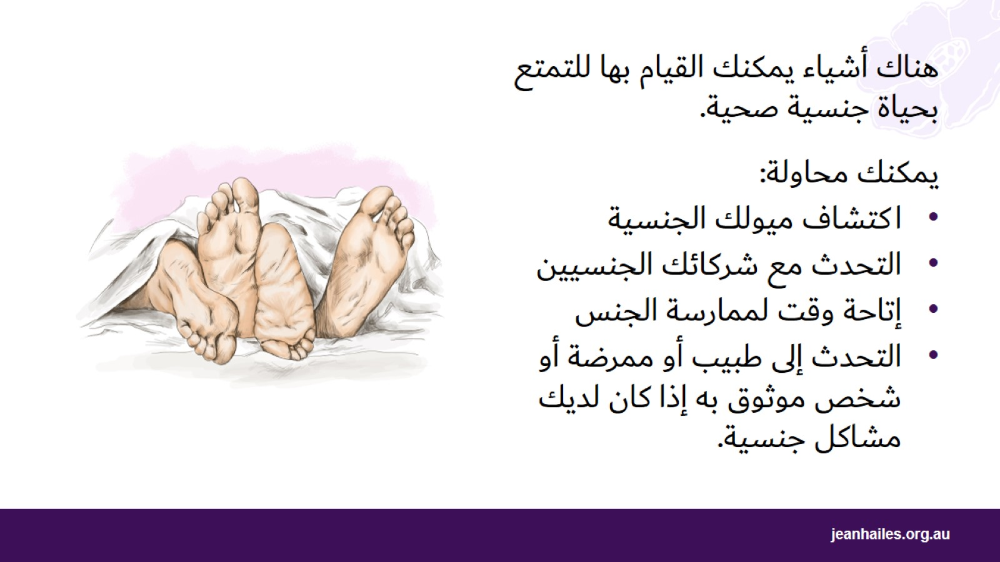 هناك أشياء يمكنك القيام بها للتمتع
بحياة جنسية صحية.
يمكنك محاولة:
• اكتشاف ميولك الجنسية
• التحدث مع شركائك الجنسيين
• إتاحة وقت لممارسة الجنس
• التحدث إلى طبيب أو ممرضة أو
شخص موثوق به إذا كان لديك
مشاكل جنسية.
jeanhailes.org.au